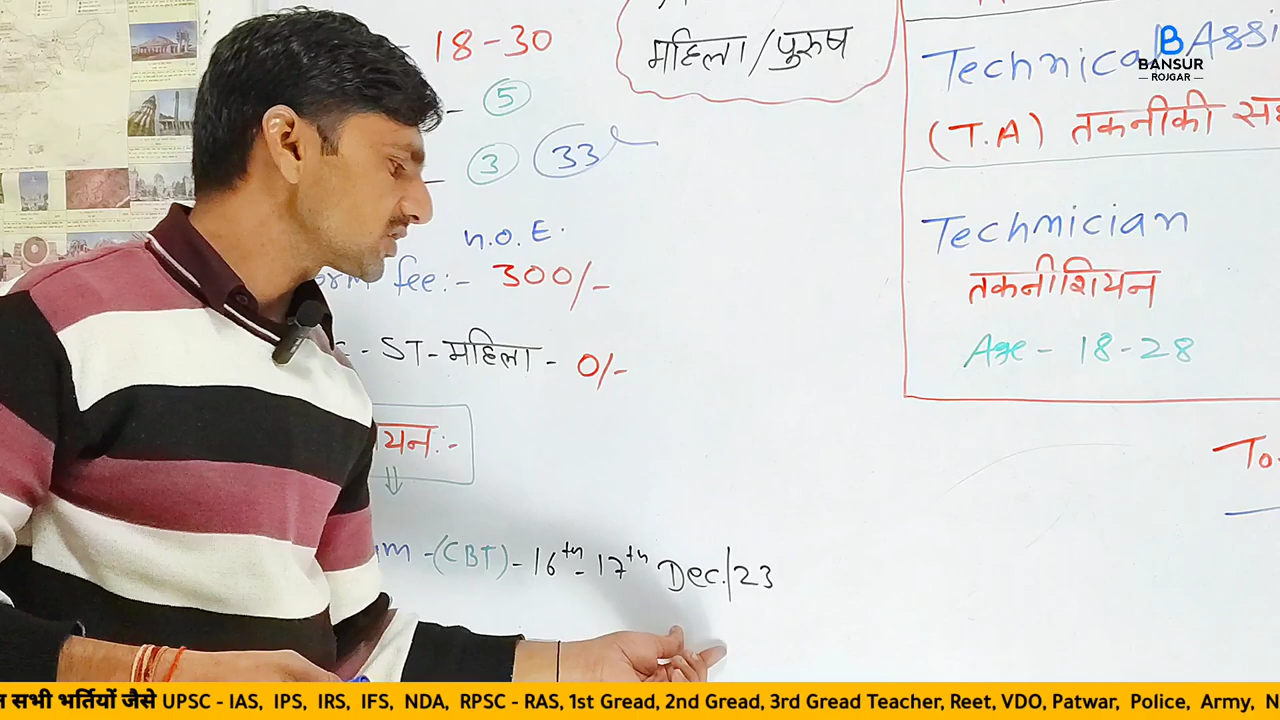 18-30
महिला/पुरुष
5
3 33
n.O.E.
fee:- 300/-
- ST-महिला- 0/-
-(CBT)-16th-17th Dec./23
Technical Assi
(T.A) तकनीकी
Technician
तकनीशियन
Age - 18-28
To
BANSUR
ROJGAR
सभी भर्तियों जैसे UPSC - IAS, IPS, IRS, IFS, NDA, RPSC - RAS, 1st Gread, 2nd Gread, 3rd Gread Teacher, Reet, VDO, Patwar, Police, Army, N